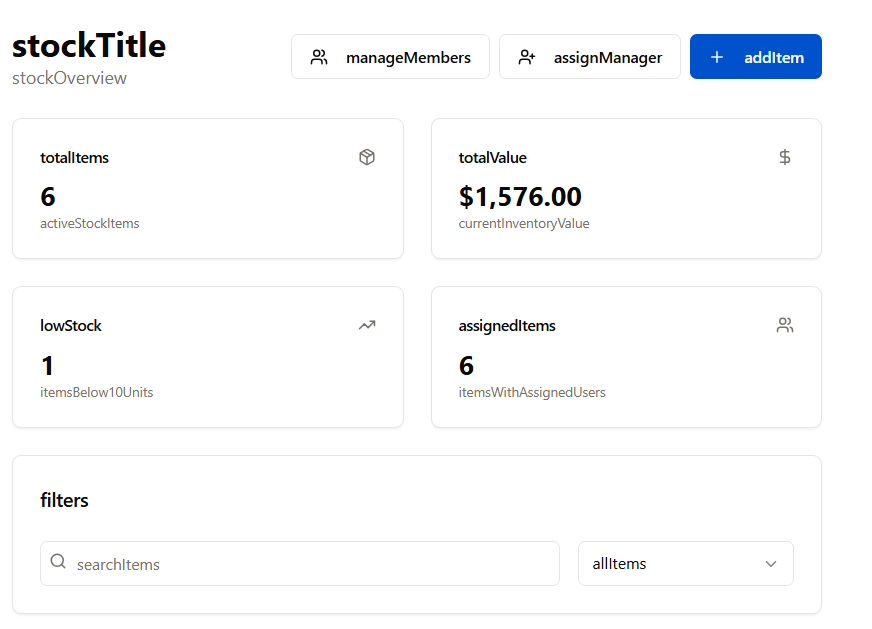 stockTitle
stockOverview
manageMembers
assignManager
addItem
totalItems
6
activeStockItems
totalValue
$1,576.00
currentInventoryValue
lowStock
1
itemsBelow10Units
assignedItems
6
itemsWithAssignedUsers
filters
searchItems
allItems